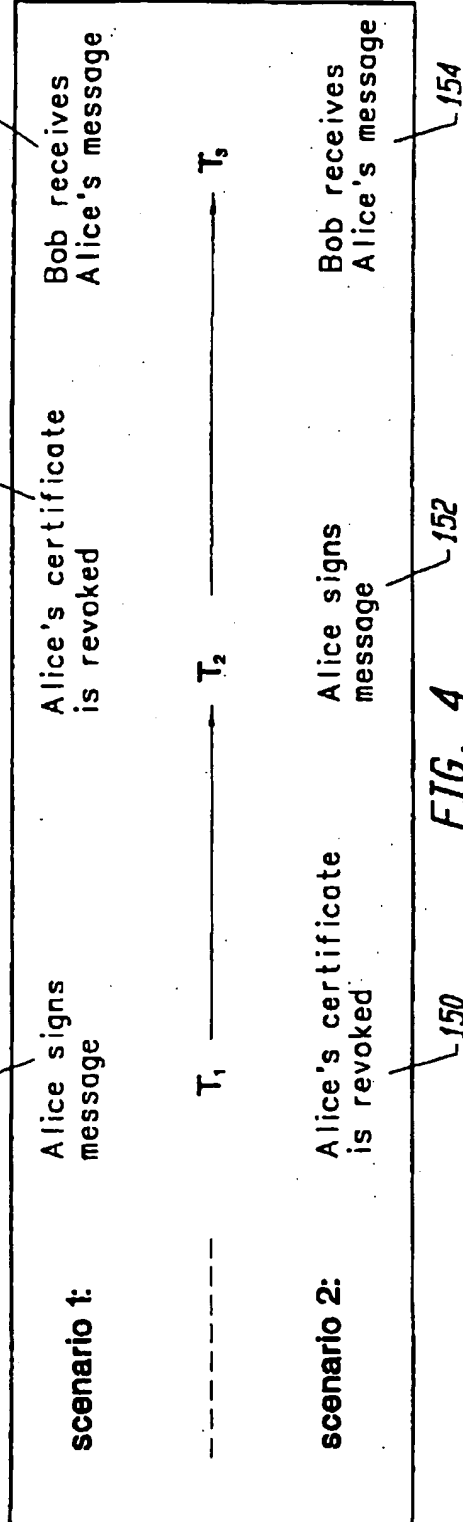 scenario 1:
Alice signs
message
Alice's certificate
is revoked
Bob receives
Alice's message
T₁
T₂
T₃
scenario 2:
Alice's certificate
is revoked
Alice signs
message
Bob receives
Alice's message
150
152
154
FIG. 4